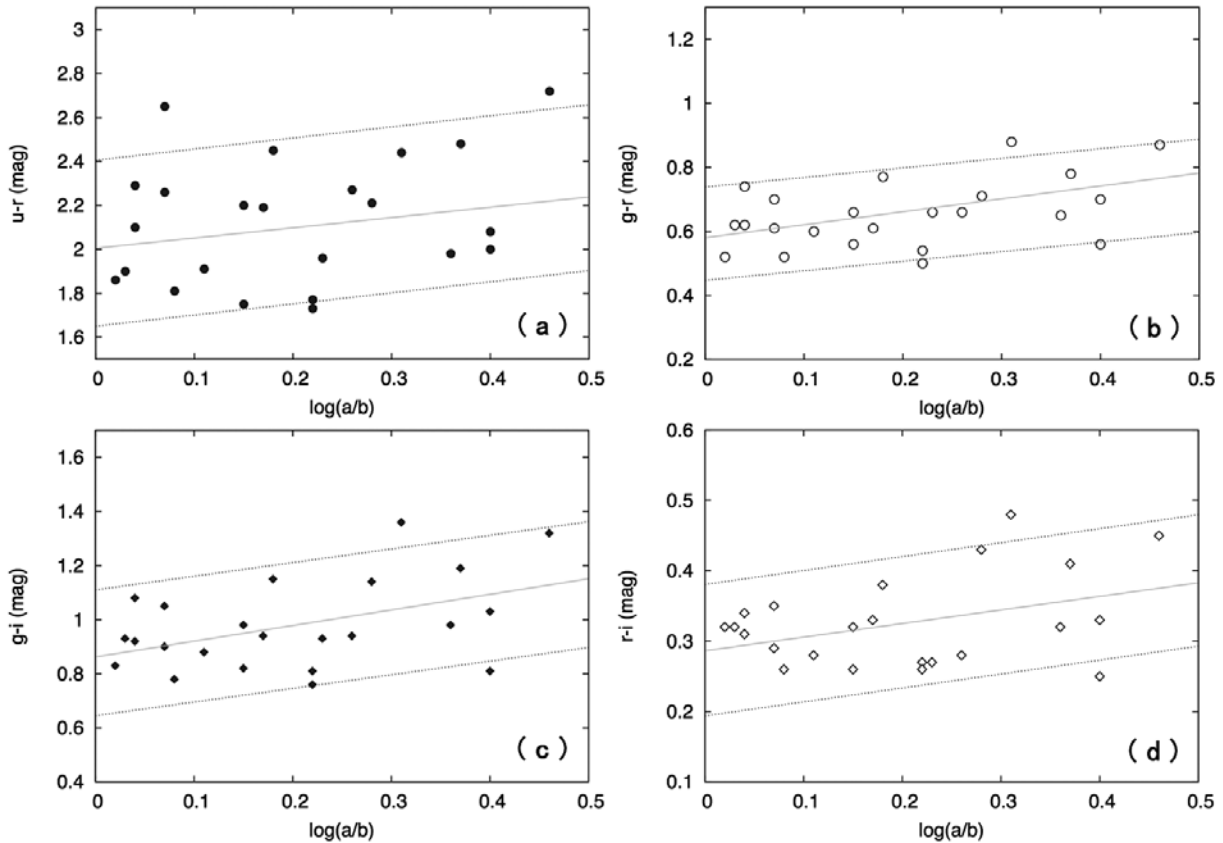 3
2.8
2.6
2.4
2.2
2
1.8
1.6
u-r (mag)
0 0.1 0.2 0.3 0.4 0.5
log(a/b)
( a )
1.2
1
0.8
0.6
0.4
0.2
g-r (mag)
0 0.1 0.2 0.3 0.4 0.5
log(a/b)
( b )
1.6
1.4
1.2
1
0.8
0.6
0.4
g-i (mag)
0 0.1 0.2 0.3 0.4 0.5
log(a/b)
( c )
0.6
0.5
0.4
0.3
0.2
0.1
r-i (mag)
0 0.1 0.2 0.3 0.4 0.5
log(a/b)
( d )